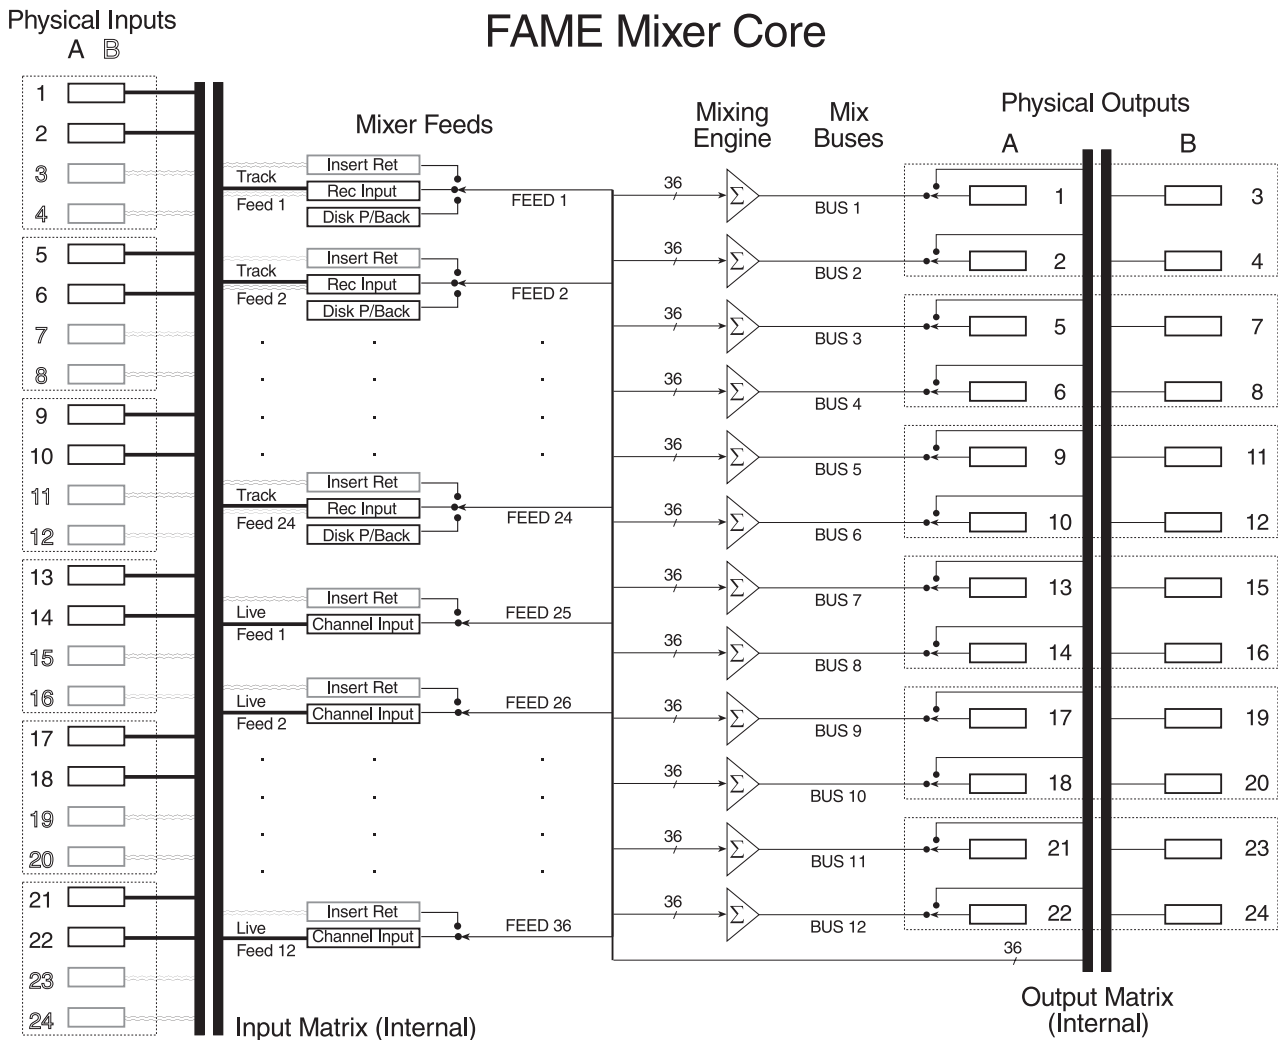 FAME Mixer Core
Physical Inputs
A B
1
2
3
4
5
6
7
8
9
10
11
12
13
14
15
16
17
18
19
20
21
22
23
24
Input Matrix (Internal)
Mixer Feeds
Track
Feed 1
Insert Ret
Rec Input
Disk P/Back
FEED 1
Track
Feed 2
Insert Ret
Rec Input
Disk P/Back
FEED 2
Track
Feed 24
Insert Ret
Rec Input
Disk P/Back
FEED 24
Live
Feed 1
Insert Ret
Channel Input
FEED 25
Live
Feed 2
Insert Ret
Channel Input
FEED 26
Live
Feed 12
Insert Ret
Channel Input
FEED 36
Mixing
Engine
Mix
Buses
36 Σ BUS 1
36 Σ BUS 2
36 Σ BUS 3
36 Σ BUS 4
36 Σ BUS 5
36 Σ BUS 6
36 Σ BUS 7
36 Σ BUS 8
36 Σ BUS 9
36 Σ BUS 10
36 Σ BUS 11
36 Σ BUS 12
36
Physical Outputs
A B
1 3
2 4
5 7
6 8
9 11
10 12
13 15
14 16
17 19
18 20
21 23
22 24
Output Matrix
(Internal)